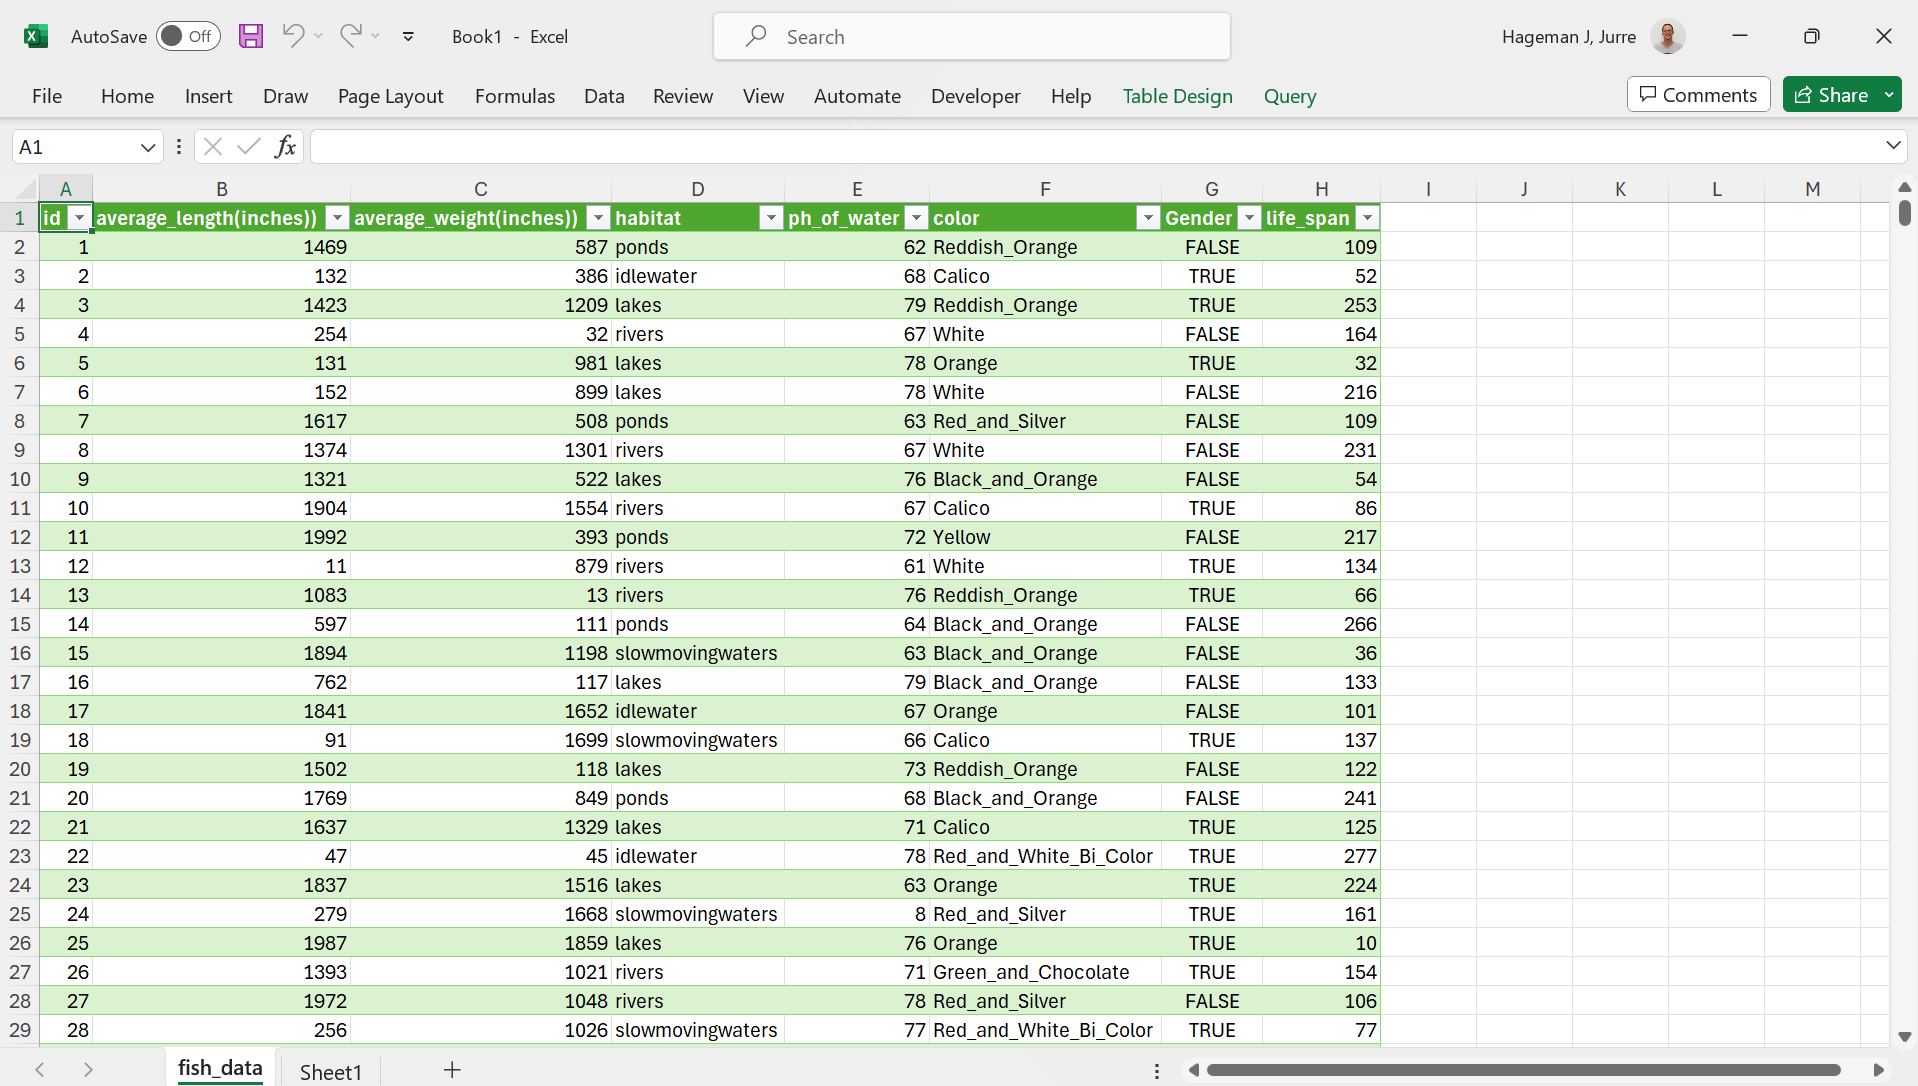 AutoSave Off Book1 - Excel Search Hageman J, Jurre
File Home Insert Draw Page Layout Formulas Data Review View Automate Developer Help Table Design Query Comments Share
A1 fx
A B C D E F G H I J K L M
1 id average_length(inches)) average_weight(inches)) habitat ph_of_water color Gender life_span
2 1 1469 587 ponds 62 Reddish_Orange FALSE 109
3 2 132 386 idlewater 68 Calico TRUE 52
4 3 1423 1209 lakes 79 Reddish_Orange TRUE 253
5 4 254 32 rivers 67 White FALSE 164
6 5 131 981 lakes 78 Orange TRUE 32
7 6 152 899 lakes 78 White FALSE 216
8 7 1617 508 ponds 63 Red_and_Silver FALSE 109
9 8 1374 1301 rivers 67 White FALSE 231
10 9 1321 522 lakes 76 Black_and_Orange FALSE 54
11 10 1904 1554 rivers 67 Calico TRUE 86
12 11 1992 393 ponds 72 Yellow FALSE 217
13 12 11 879 rivers 61 White TRUE 134
14 13 1083 13 rivers 76 Reddish_Orange TRUE 66
15 14 597 111 ponds 64 Black_and_Orange FALSE 266
16 15 1894 1198 slowmovingwaters 63 Black_and_Orange FALSE 36
17 16 762 117 lakes 79 Black_and_Orange FALSE 133
18 17 1841 1652 idlewater 67 Orange FALSE 101
19 18 91 1699 slowmovingwaters 66 Calico TRUE 137
20 19 1502 118 lakes 73 Reddish_Orange FALSE 122
21 20 1769 849 ponds 68 Black_and_Orange FALSE 241
22 21 1637 1329 lakes 71 Calico TRUE 125
23 22 47 45 idlewater 78 Red_and_White_Bi_Color TRUE 277
24 23 1837 1516 lakes 63 Orange TRUE 224
25 24 279 1668 slowmovingwaters 8 Red_and_Silver TRUE 161
26 25 1987 1859 lakes 76 Orange TRUE 10
27 26 1393 1021 rivers 71 Green_and_Chocolate TRUE 154
28 27 1972 1048 rivers 78 Red_and_Silver FALSE 106
29 28 256 1026 slowmovingwaters 77 Red_and_White_Bi_Color TRUE 77
fish_data Sheet1